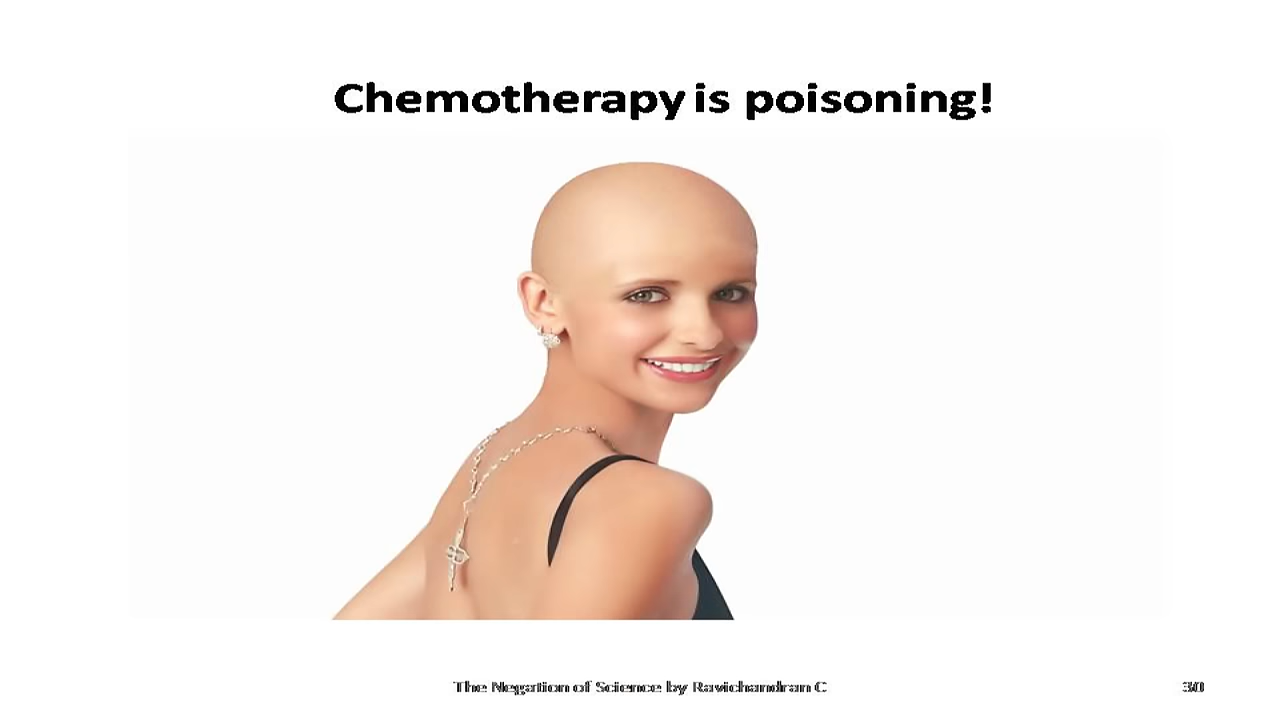 Chemotherapy is poisoning!
The Negation of Science by Ravichandran C
30